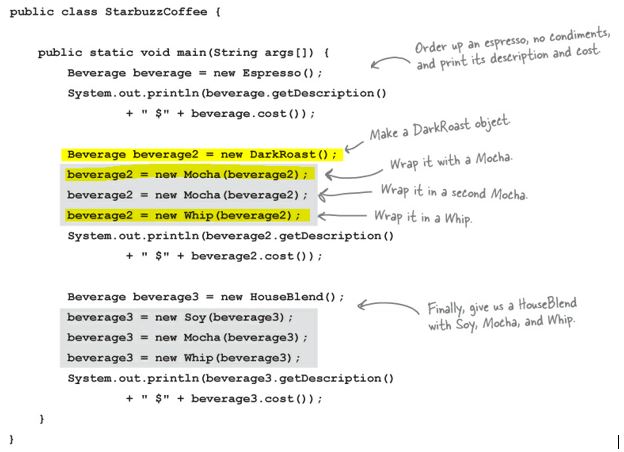 public class StarbuzzCoffee {
public static void main(String args[]) {
Order up an espresso, no condiments,
and print its description and cost.
Beverage beverage = new Espresso();
System.out.println(beverage.getDescription()
+ " $" + beverage.cost());
Make a DarkRoast object.
Beverage beverage2 = new DarkRoast();
beverage2 = new Mocha(beverage2);
Wrap it with a Mocha.
beverage2 = new Mocha(beverage2);
Wrap it in a second Mocha.
beverage2 = new Whip(beverage2);
Wrap it in a Whip.
System.out.println(beverage2.getDescription()
+ " $" + beverage2.cost());
Beverage beverage3 = new HouseBlend();
Finally, give us a HouseBlend
with Soy, Mocha, and Whip.
beverage3 = new Soy(beverage3);
beverage3 = new Mocha(beverage3);
beverage3 = new Whip(beverage3);
System.out.println(beverage3.getDescription()
+ " $" + beverage3.cost());
}
}